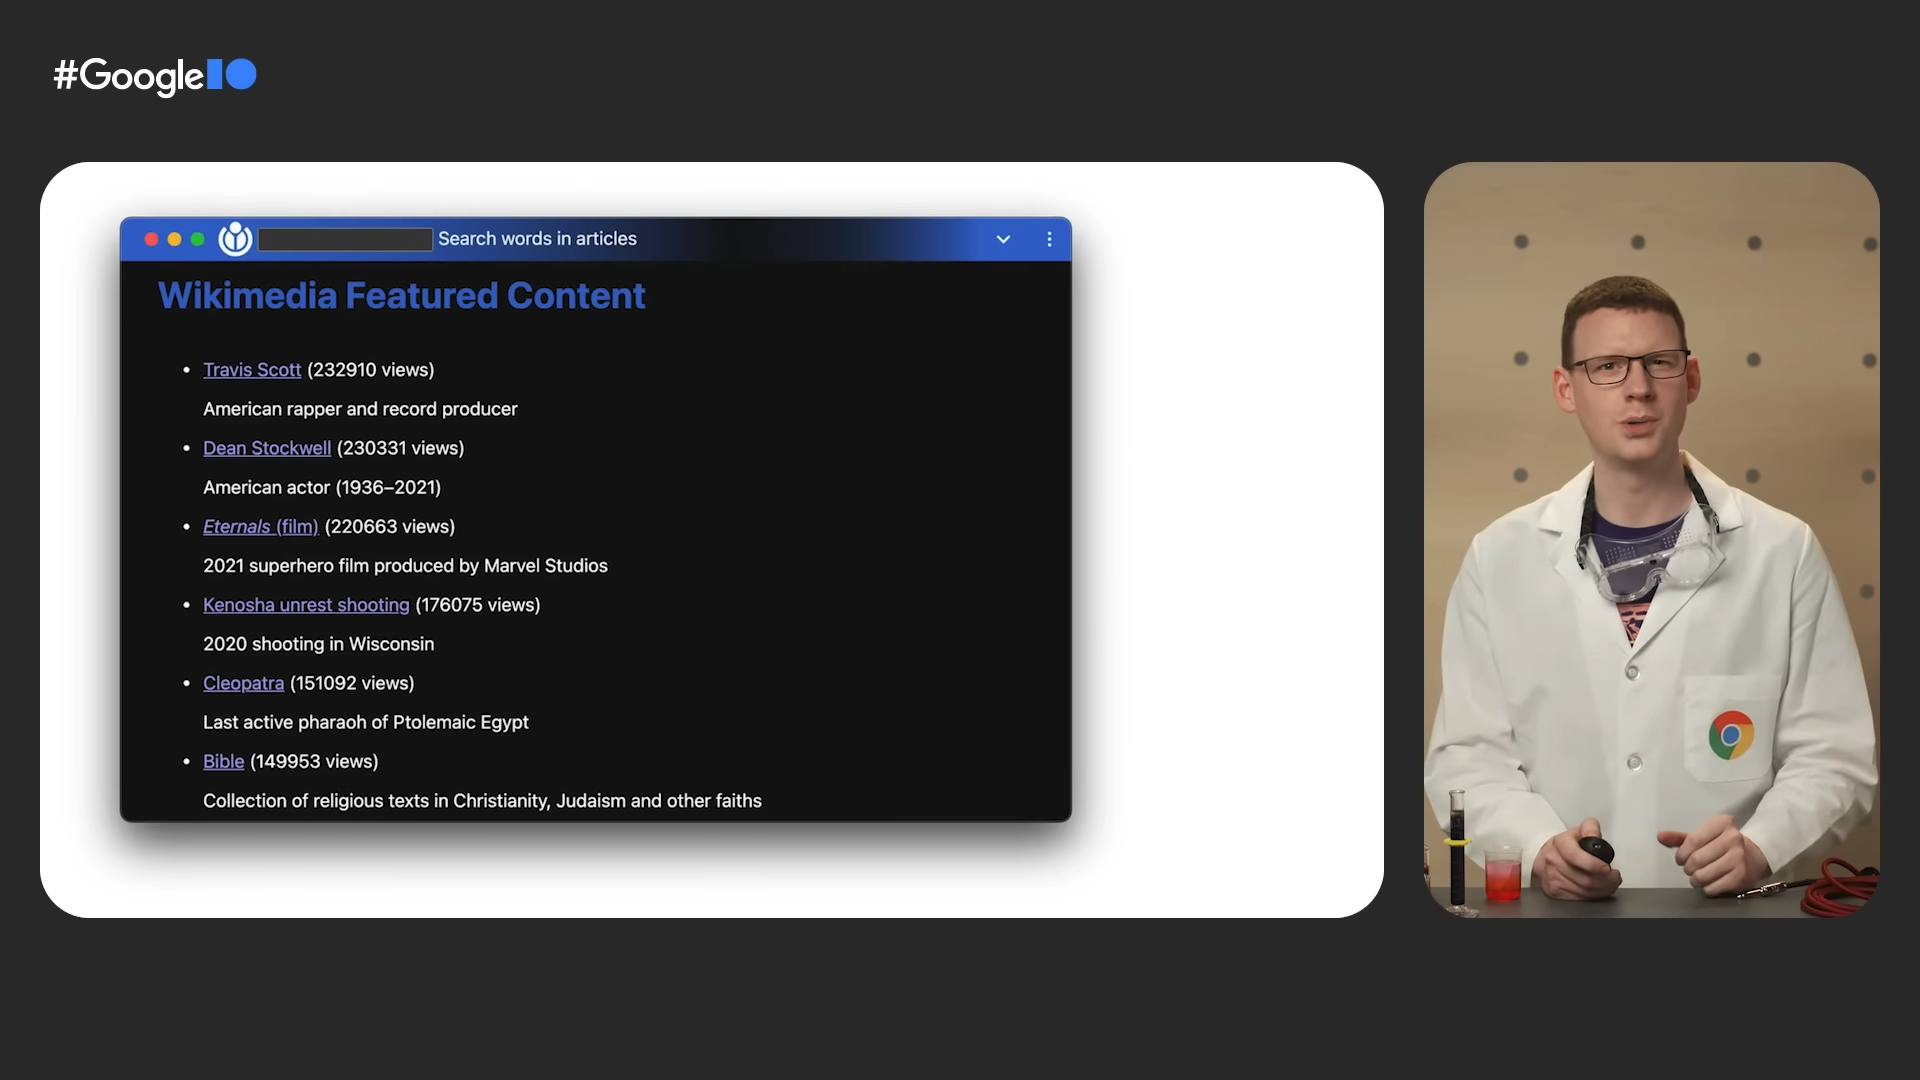 #Google
Search words in articles
Wikimedia Featured Content
• Travis Scott (232910 views)
American rapper and record producer
• Dean Stockwell (230331 views)
American actor (1936–2021)
• Eternals (film) (220663 views)
2021 superhero film produced by Marvel Studios
• Kenosha unrest shooting (176075 views)
2020 shooting in Wisconsin
• Cleopatra (151092 views)
Last active pharaoh of Ptolemaic Egypt
• Bible (149953 views)
Collection of religious texts in Christianity, Judaism and other faiths